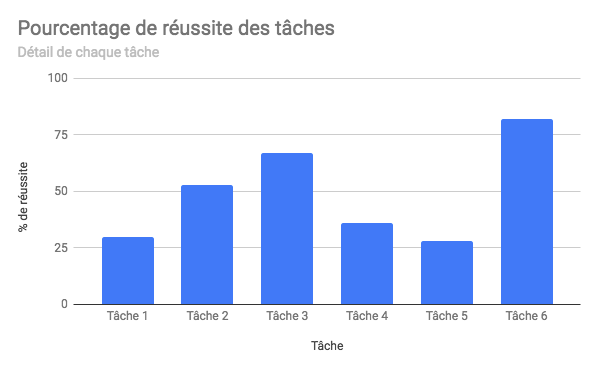 Pourcentage de réussite des tâches
Détail de chaque tâche
100
75
50
25
0
% de réussite
Tâche 1 Tâche 2 Tâche 3 Tâche 4 Tâche 5 Tâche 6
Tâche